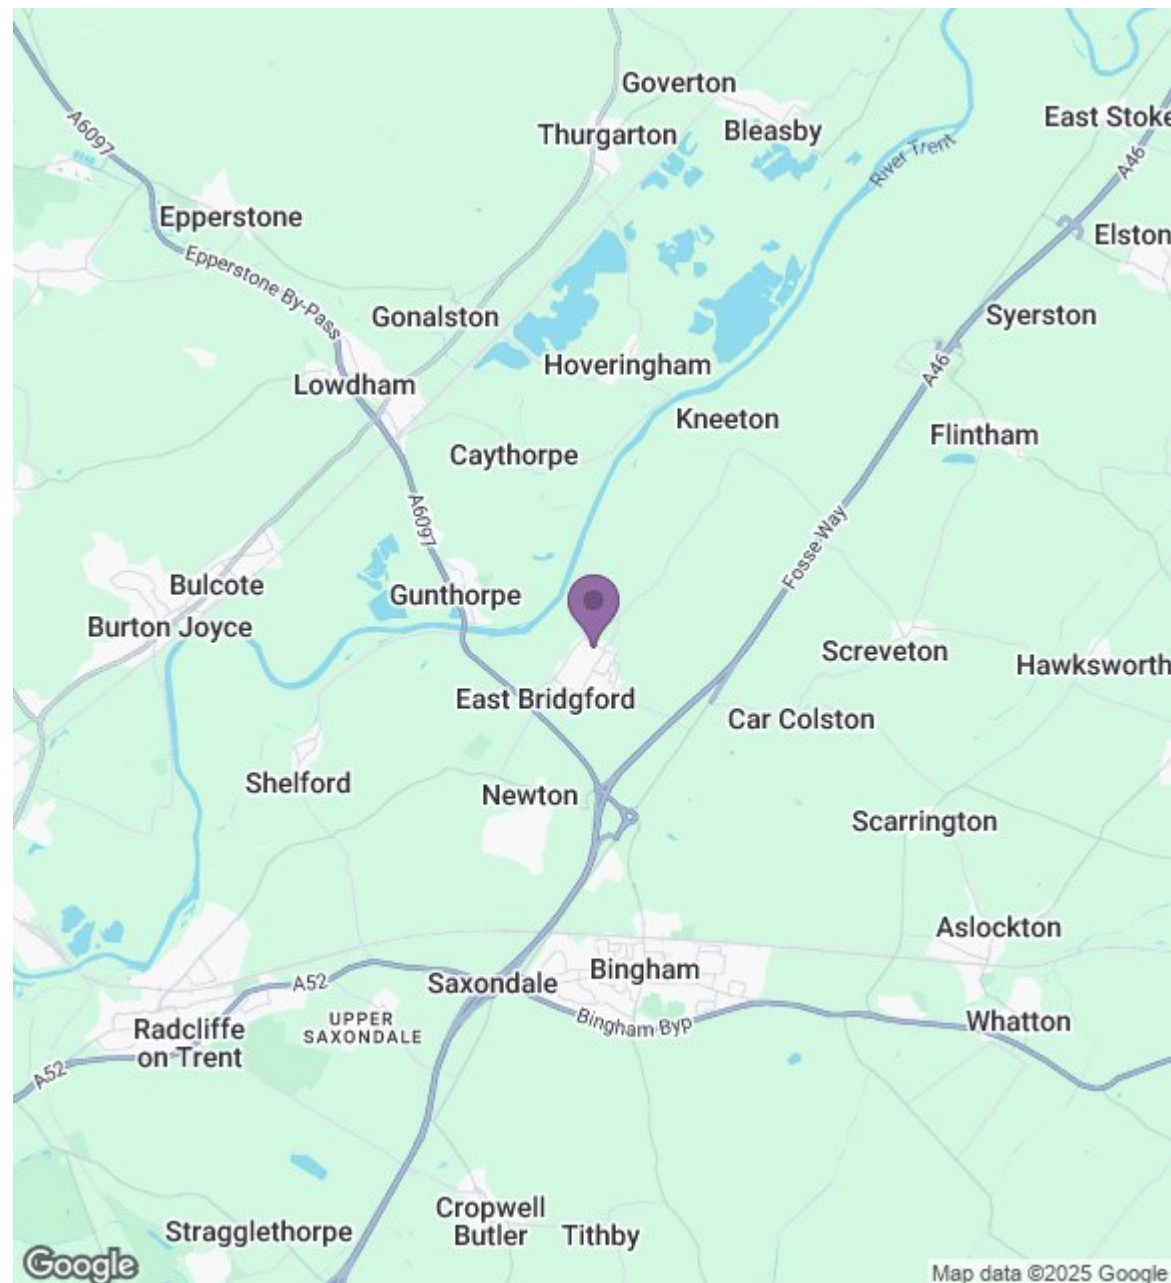 Goverton
Thurgarton
Bleasby
East Stoke
A6097
River Trent
A46
Epperstone
Elston
Epperstone By-Pass
Gonalston
Syerston
Hoveringham
A46
Lowdham
Kneeton
Flintham
Caythorpe
A6097
Fosse Way
Bulcote
Gunthorpe
Burton Joyce
Screveton
Hawksworth
East Bridgford
Car Colston
Shelford
Newton
Scarrington
Aslockton
Bingham
A52
Saxondale
Radcliffe
on Trent
UPPER
SAXONDALE
Bingham Byp
Whatton
A52
Cropwell
Butler
Tithby
Stragglethorpe
Google
Map data ©2025 Google